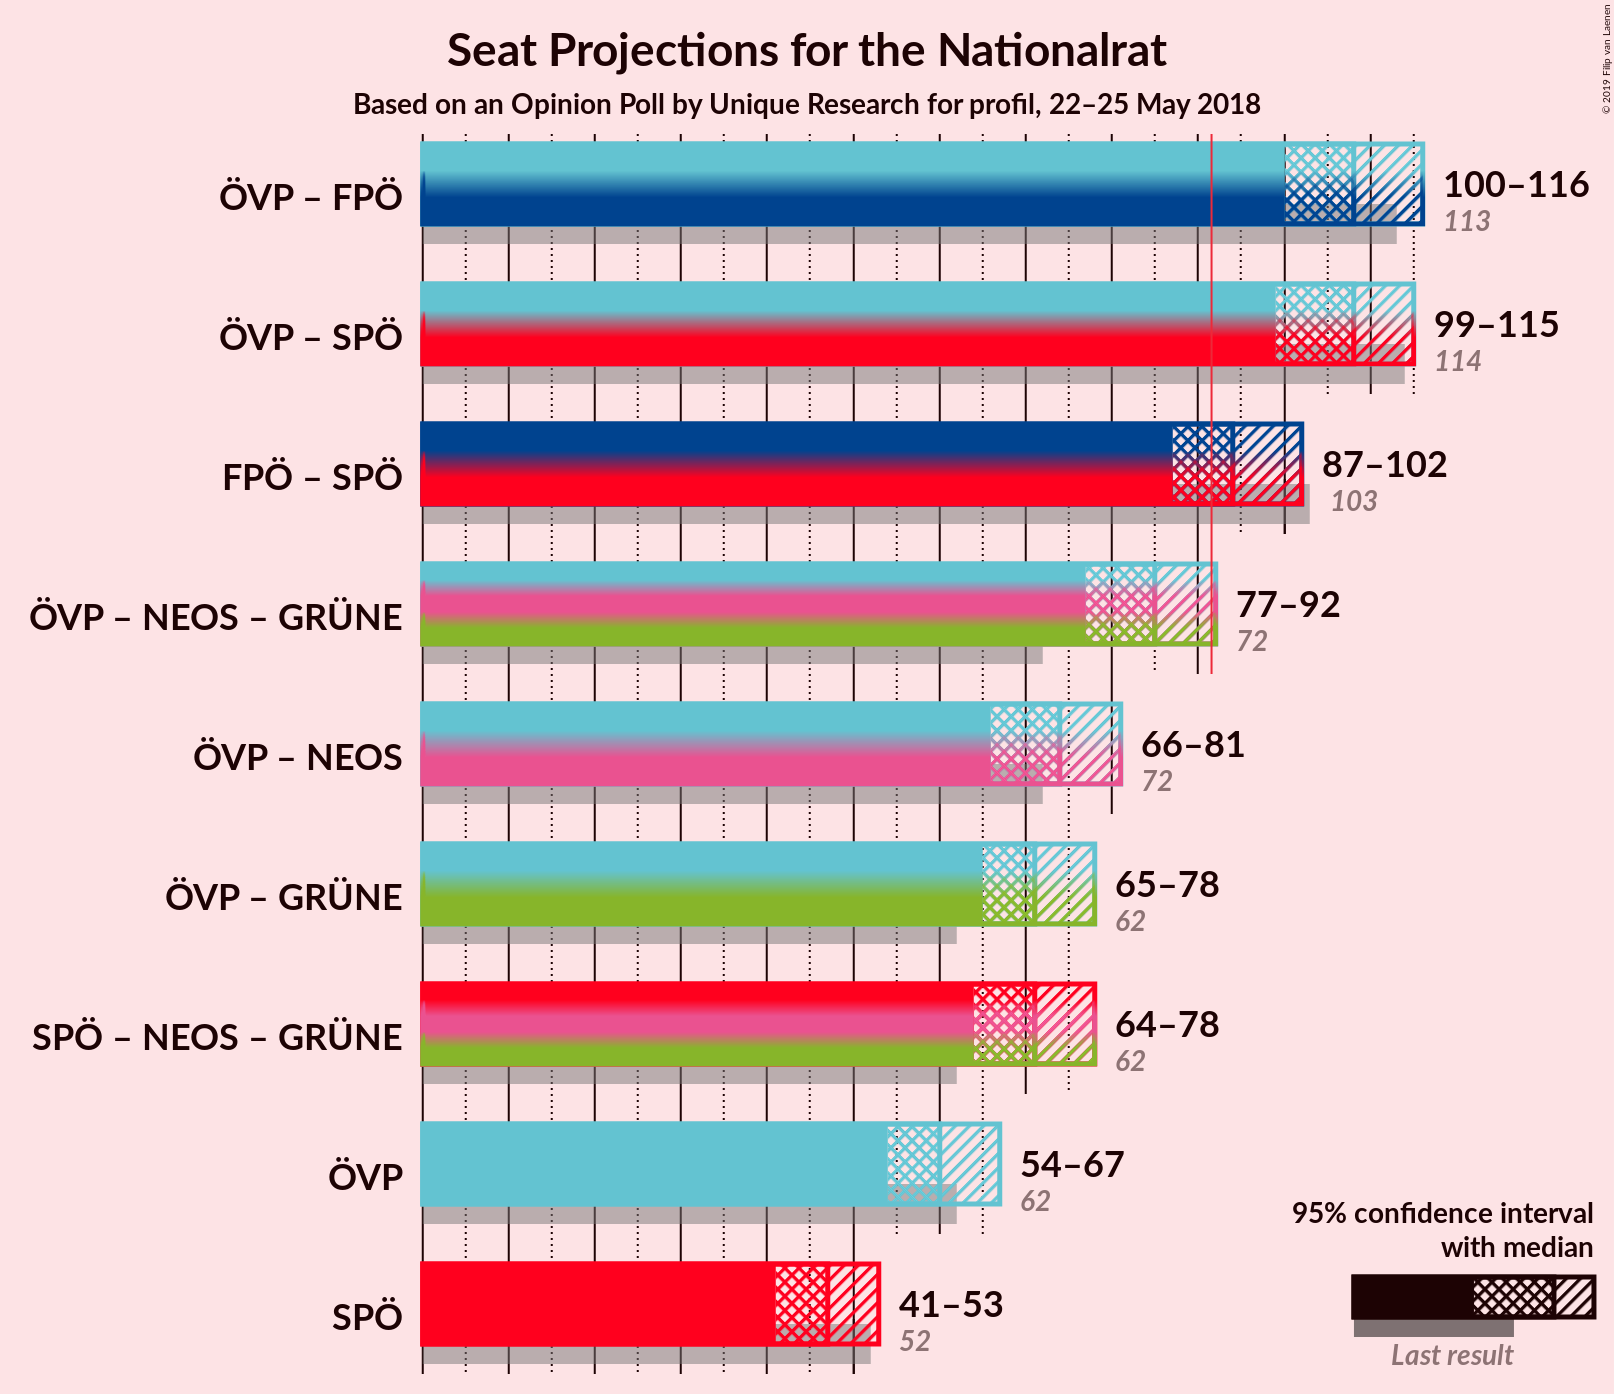 Seat Projections for the Nationalrat
Based on an Opinion Poll by Unique Research for profil, 22–25 May 2018
© 2019 Filip van Laenen
ÖVP – FPÖ
100–116
113
ÖVP – SPÖ
99–115
114
FPÖ – SPÖ
87–102
103
ÖVP – NEOS – GRÜNE
77–92
72
ÖVP – NEOS
66–81
72
ÖVP – GRÜNE
65–78
62
SPÖ – NEOS – GRÜNE
64–78
62
ÖVP
54–67
62
SPÖ
41–53
52
95% confidence interval
with median
Last result